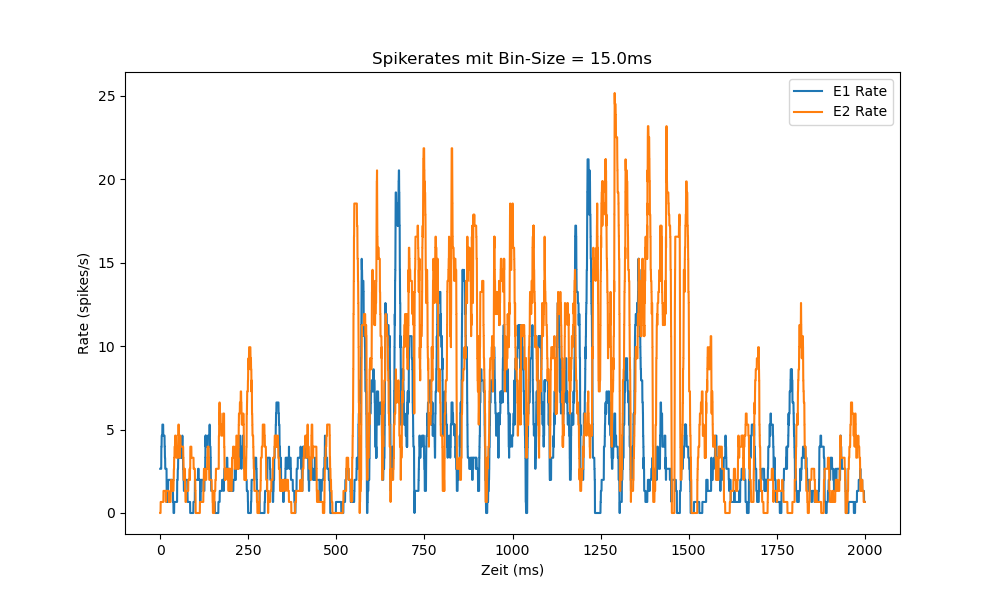 Spikerates mit Bin-Size = 15.0ms
E1 Rate
E2 Rate
25
20
15
10
5
0
Rate (spikes/s)
0 250 500 750 1000 1250 1500 1750 2000
Zeit (ms)